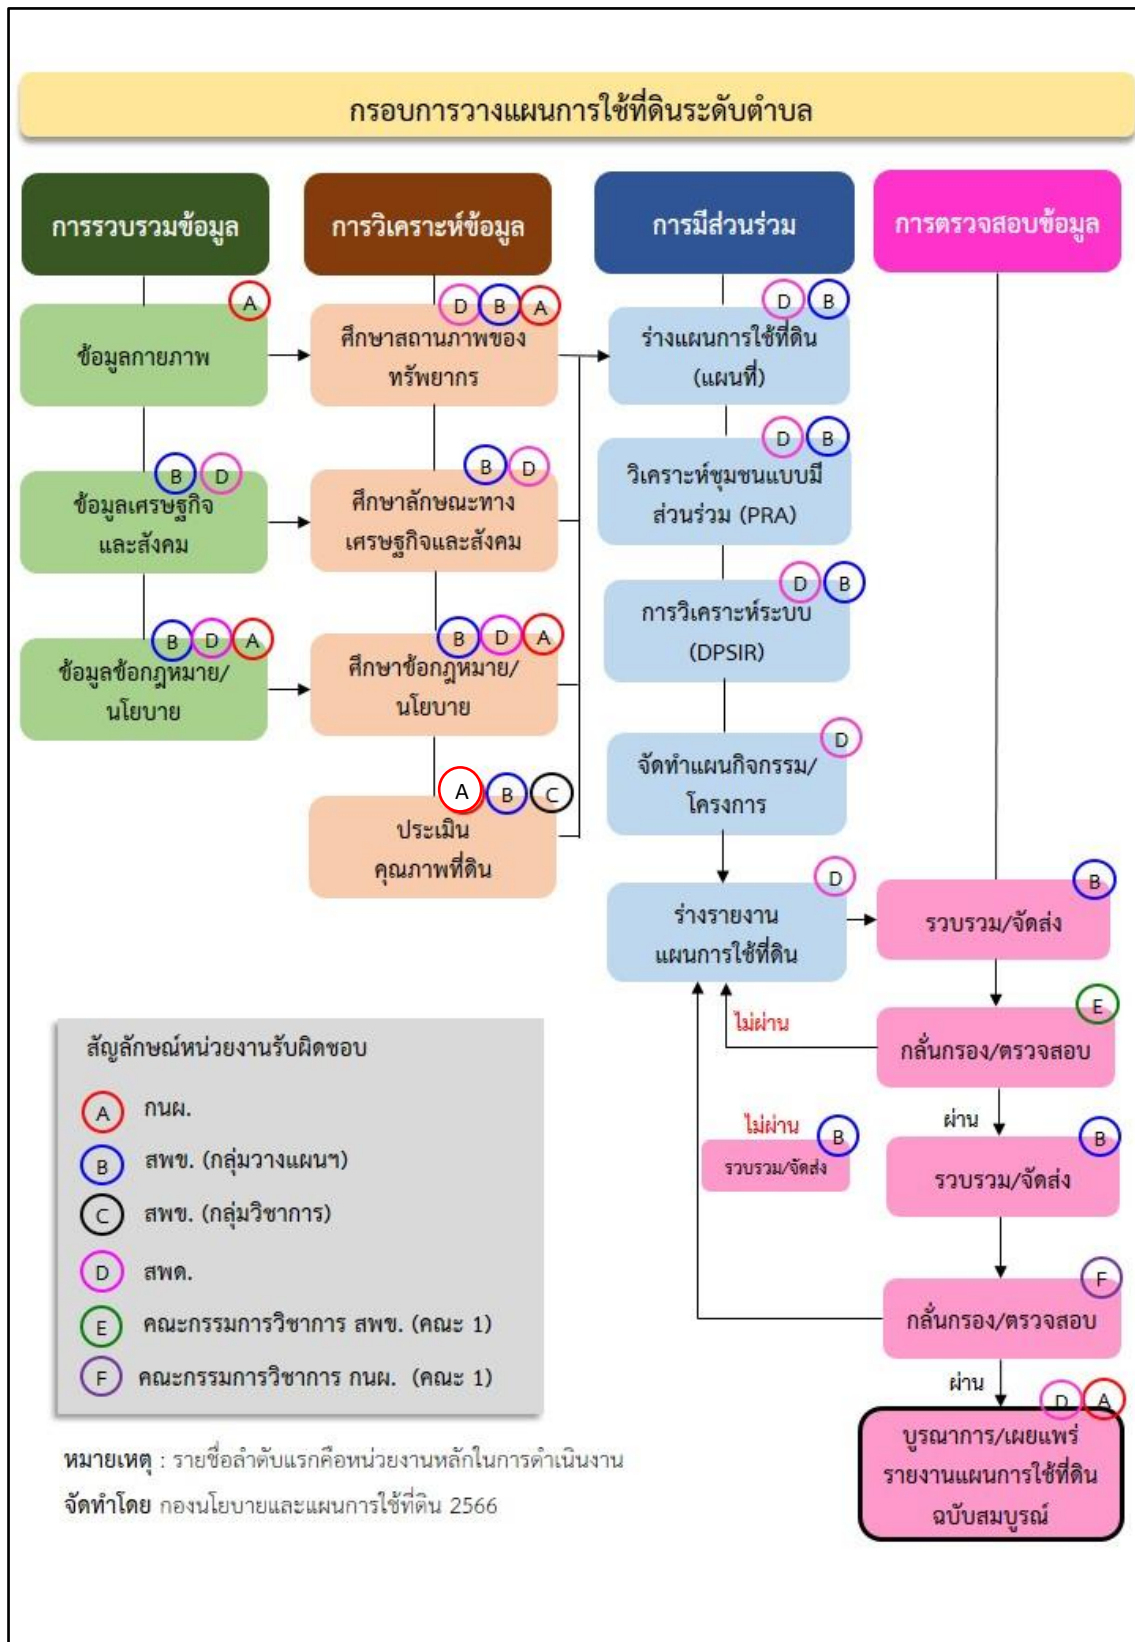 กรอบการวางแผนการใช้ที่ดินระดับตำบล
การรวบรวมข้อมูล
A
ข้อมูลกายภาพ
B D
ข้อมูลเศรษฐกิจ
และสังคม
B D A
ข้อมูลข้อกฎหมาย/
นโยบาย
การวิเคราะห์ข้อมูล
D B A
ศึกษาสถานภาพของ
ทรัพยากร
B D
ศึกษาลักษณะทาง
เศรษฐกิจและสังคม
B D A
ศึกษาข้อกฎหมาย/
นโยบาย
A B C
ประเมิน
คุณภาพที่ดิน
การมีส่วนร่วม
D B
ร่างแผนการใช้ที่ดิน
(แผนที่)
D B
วิเคราะห์ชุมชนแบบมี
ส่วนร่วม (PRA)
D B
การวิเคราะห์ระบบ
(DPSIR)
D
จัดทำแผนกิจกรรม/
โครงการ
D
ร่างรายงาน
แผนการใช้ที่ดิน
การตรวจสอบข้อมูล
B
รวบรวม/จัดส่ง
E
ไม่ผ่าน
กลั่นกรอง/ตรวจสอบ
ผ่าน
ไม่ผ่าน
B
รวบรวม/จัดส่ง
B
รวบรวม/จัดส่ง
F
กลั่นกรอง/ตรวจสอบ
ผ่าน
D A
บูรณาการ/เผยแพร่
รายงานแผนการใช้ที่ดิน
ฉบับสมบูรณ์
สัญลักษณ์หน่วยงานรับผิดชอบ
A กนผ.
B สพข. (กลุ่มวางแผนฯ)
C สพข. (กลุ่มวิชาการ)
D สพด.
E คณะกรรมการวิชาการ สพข. (คณะ 1)
F คณะกรรมการวิชาการ กนผ. (คณะ 1)
หมายเหตุ : รายชื่อลำดับแรกคือหน่วยงานหลักในการดำเนินงาน
จัดทำโดย กองนโยบายและแผนการใช้ที่ดิน 2566